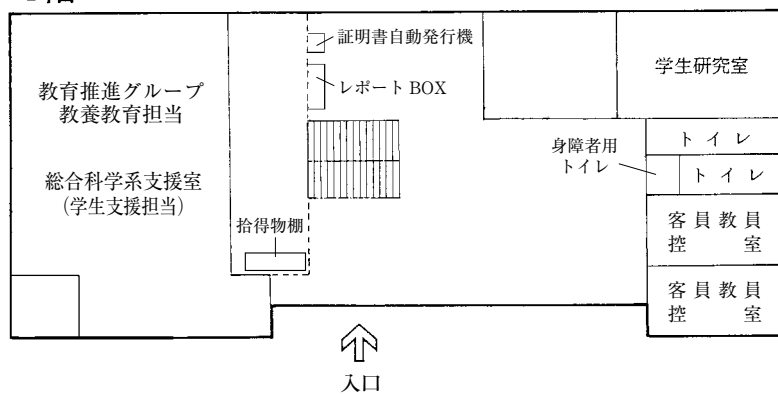 証明書自動発行機
レポート BOX
教育推進グループ
教養教育担当
総合科学系支援室
(学生支援担当)
拾得物棚
学生研究室
身障者用
トイレ
トイレ
トイレ
客員教員
控室
客員教員
控室
入口